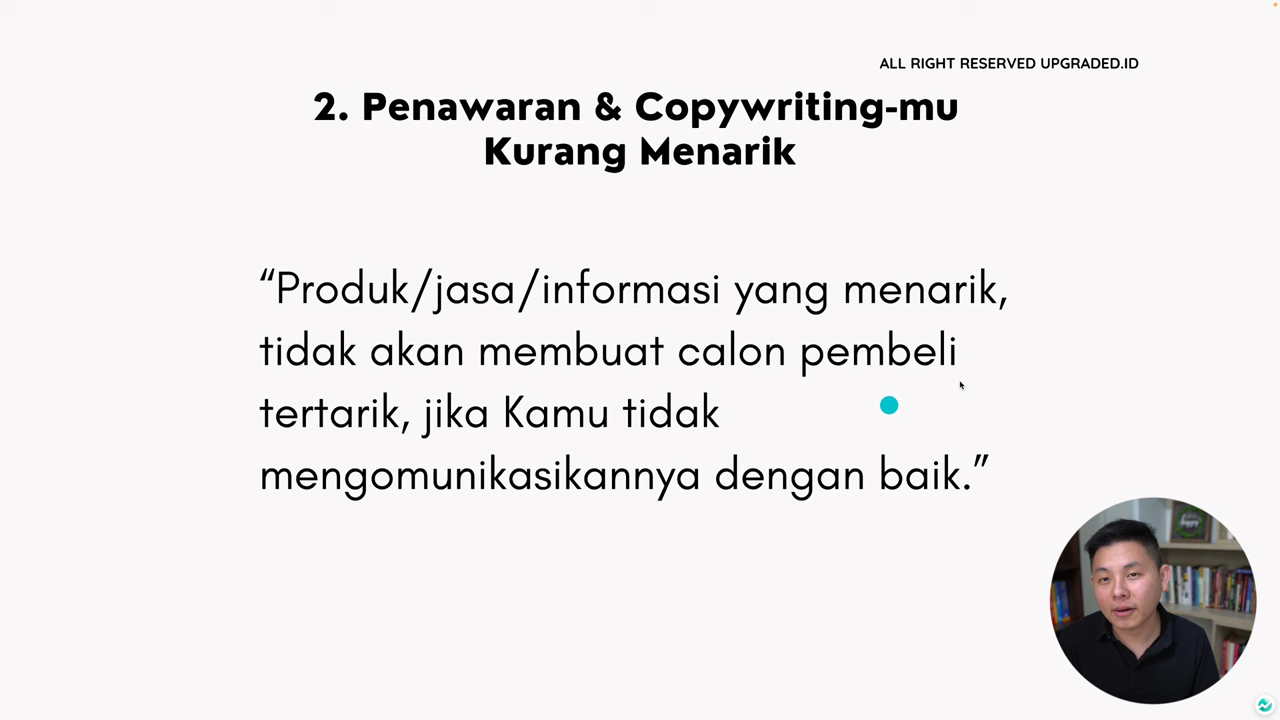 ALL RIGHT RESERVED UPGRADED.ID
2. Penawaran & Copywriting-mu
Kurang Menarik
“Produk/jasa/informasi yang menarik,
tidak akan membuat calon pembeli
tertarik, jika Kamu tidak
mengomunikasikannya dengan baik.”